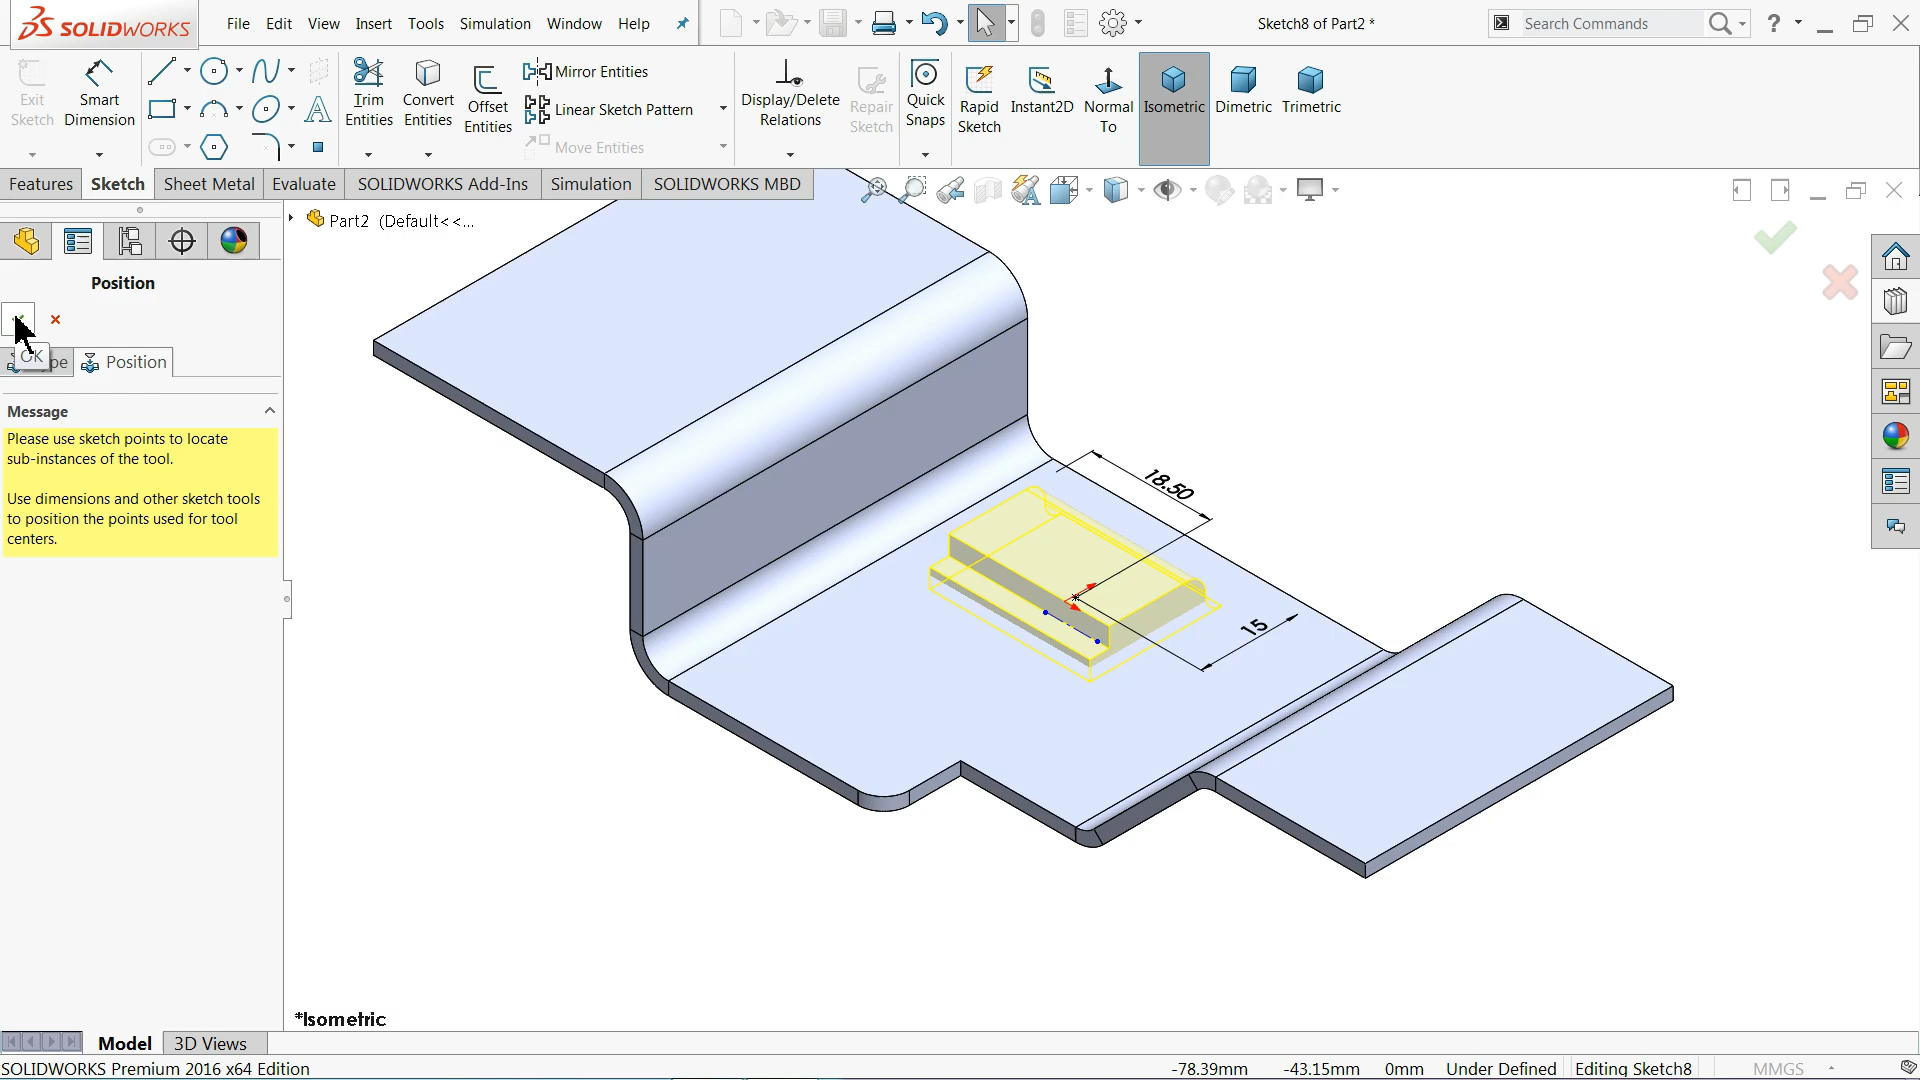 SOLIDWORKS
File Edit View Insert Tools Simulation Window Help
Sketch8 of Part2 *
Search Commands
?
Exit Sketch
Smart Dimension
Trim Entities
Convert Entities
Offset Entities
Mirror Entities
Linear Sketch Pattern
Move Entities
Display/Delete Relations
Repair Sketch
Quick Snaps
Rapid Sketch
Instant2D
Normal To
Isometric
Dimetric
Trimetric
Features Sketch Sheet Metal Evaluate SOLIDWORKS Add-Ins Simulation SOLIDWORKS MBD
Part2 (Default<<...
Position
OK
pe
Position
Message
Please use sketch points to locate
sub-instances of the tool.
Use dimensions and other sketch tools
to position the points used for tool
centers.
18.50
15
*Isometric
Model 3D Views
SOLIDWORKS Premium 2016 x64 Edition
-78.39mm -43.15mm 0mm Under Defined Editing Sketch8 MMGS